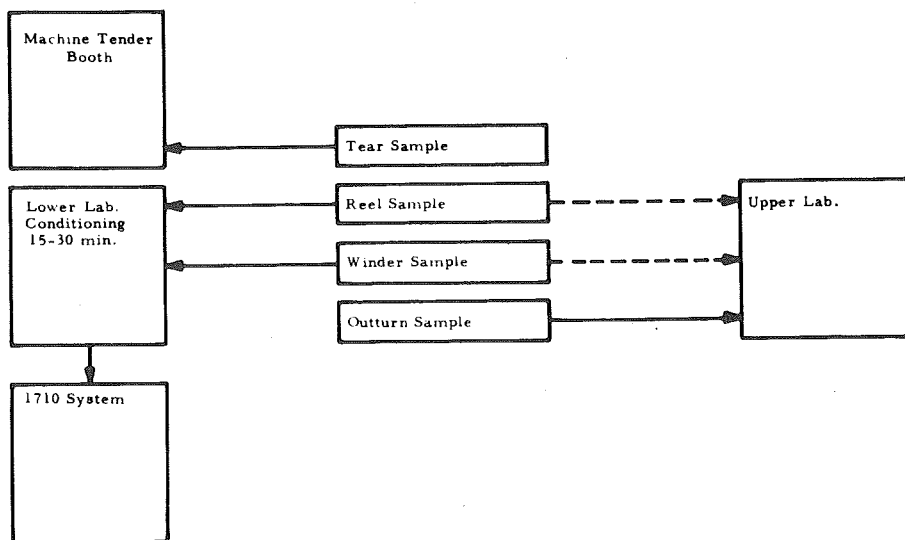 Machine Tender
Booth
Tear Sample
Lower Lab.
Conditioning
15-30 min.
Reel Sample
Upper Lab.
Winder Sample
Outturn Sample
1710 System